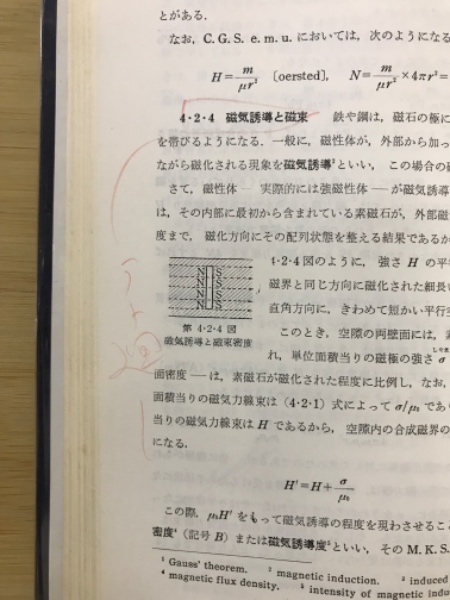 とがある.
なお, C.G.S. e.m.u. においては, 次のようになる
H=m/μr² 〔oersted〕, N=m/μr²×4πr²=
4・2・4 磁気誘導と磁束 鉄や鋼は, 磁石の極に
を帯びるようになる. 一般に, 磁性体が, 外部から加っ
ながら磁化される現象を磁気誘導²といい, この場合の磁
さて, 磁性体― 実際的には強磁性体 ―が磁気誘導
は, その内部に最初から含まれている素磁石が, 外部磁
度まで, 磁化方向にその配列状態を整える結果であるか
4・2・4図のように, 強さ H の平
磁界と同じ方向に磁化された細長い
直角方向に, きわめて短かい平行空
N S
N S
N S
N S
第 4・2・4 図
磁気誘導と磁束密度
このとき, 空隙の両壁面には, 素
れ, 単位面積当りの磁極の強さ σ
面密度 ― は, 素磁石が磁化された程度に比例し, なお,
面積当りの磁気力線束は (4・2・1) 式によって σ/μ₀ であり
当りの磁気力線束は H であるから, 空隙内の合成磁界の
になる.
H'=H+σ/μ₀
この際, μ₀H' をもって磁気誘導の程度を現わさせるこ
密度⁴ (記号 B) または磁気誘導度⁵といい, その M.K.S.
¹ Gauss' theorem. ² magnetic induction. ³ induced
⁴ magnetic flux density. ⁵ intensity of magnetic indu